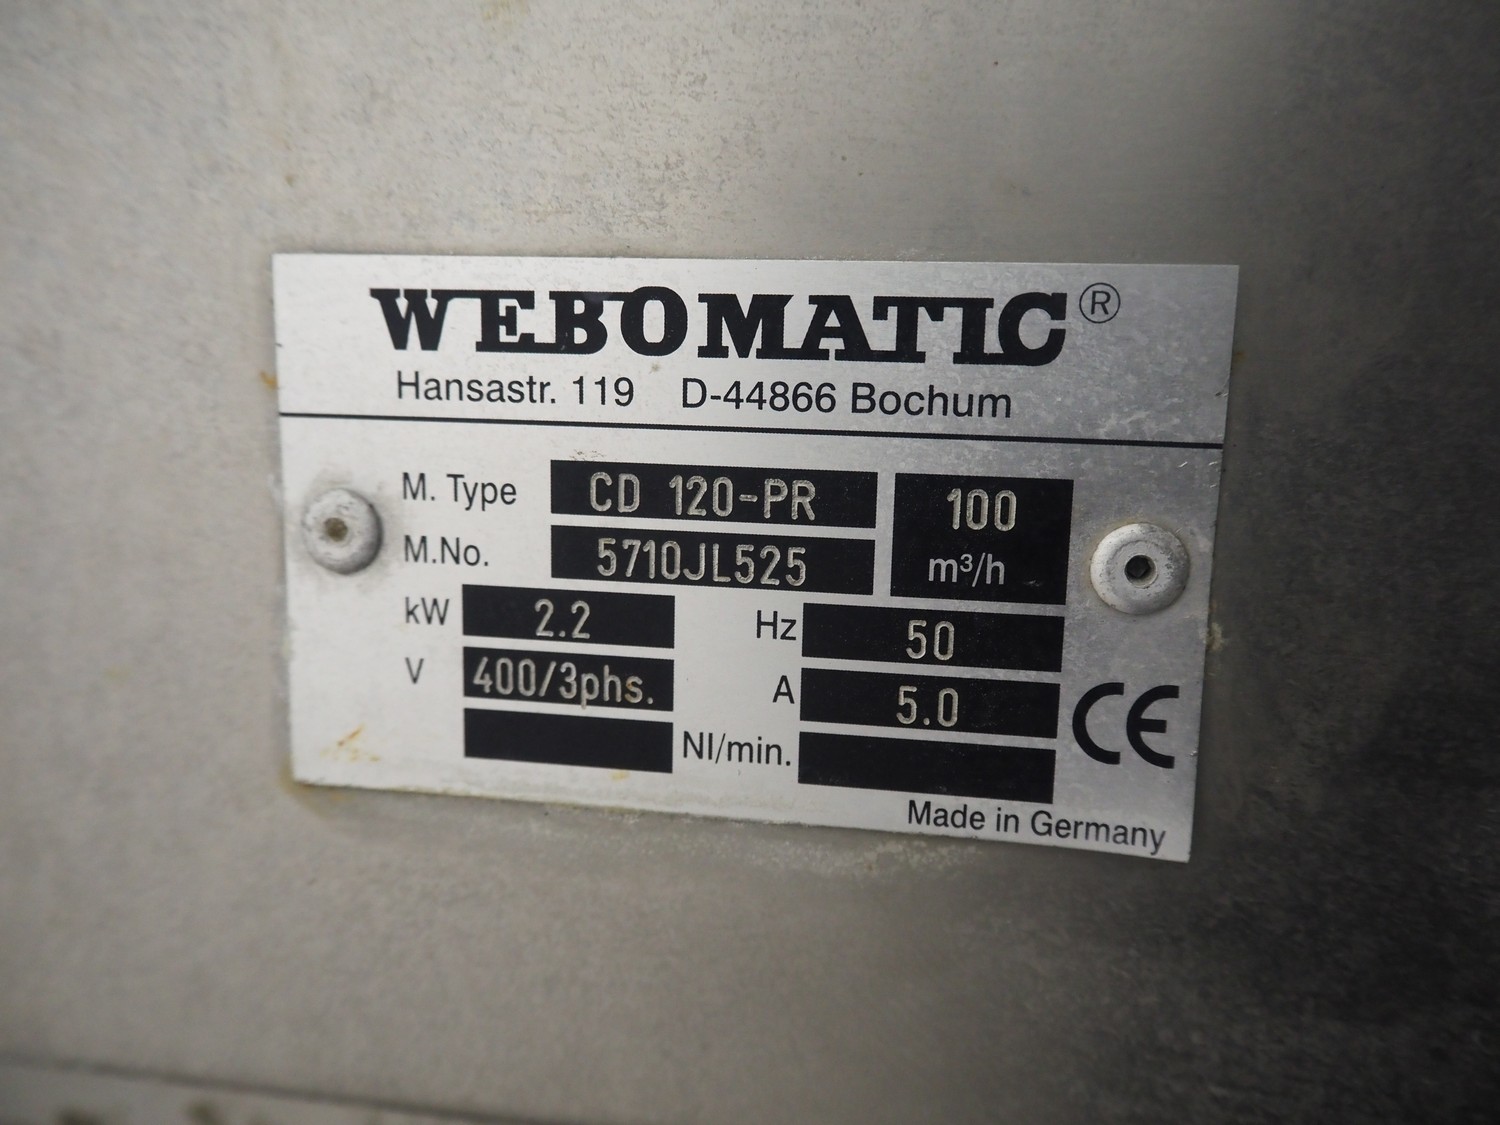 WEBOMATIC®
Hansastr. 119 D-44866 Bochum
M. Type CD 120-PR 100
M.No. 5710JL525 m³/h
kW 2.2 Hz 50
V 400/3phs. A 5.0
Nl/min.
CE
Made in Germany